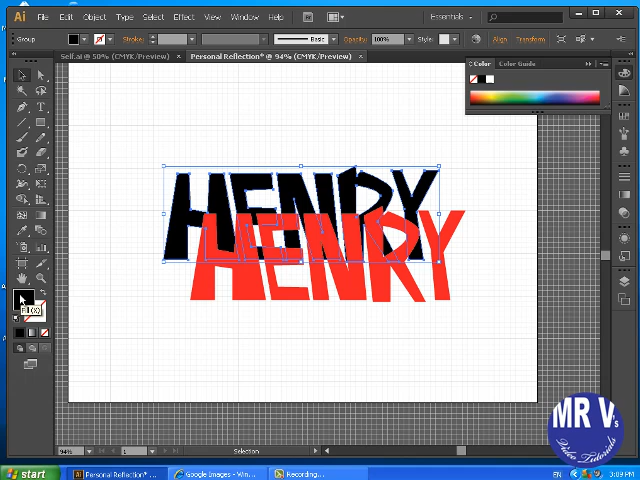 Ai File Edit Object Type Select Effect View Window Help Br Essentials
Group Stroke: Basic Opacity: 100% Style: Align Transform
Self.ai @ 50% (CMYK/Preview) × Personal Reflection* @ 94% (CMYK/Preview) ×
Color Color Guide
HENRY
HENRY
Fill (X)
MR V's
Video Tutorials
94% 1 Selection
start Personal Reflection* ... Google Images - Win... Recording... EN 3:09 PM